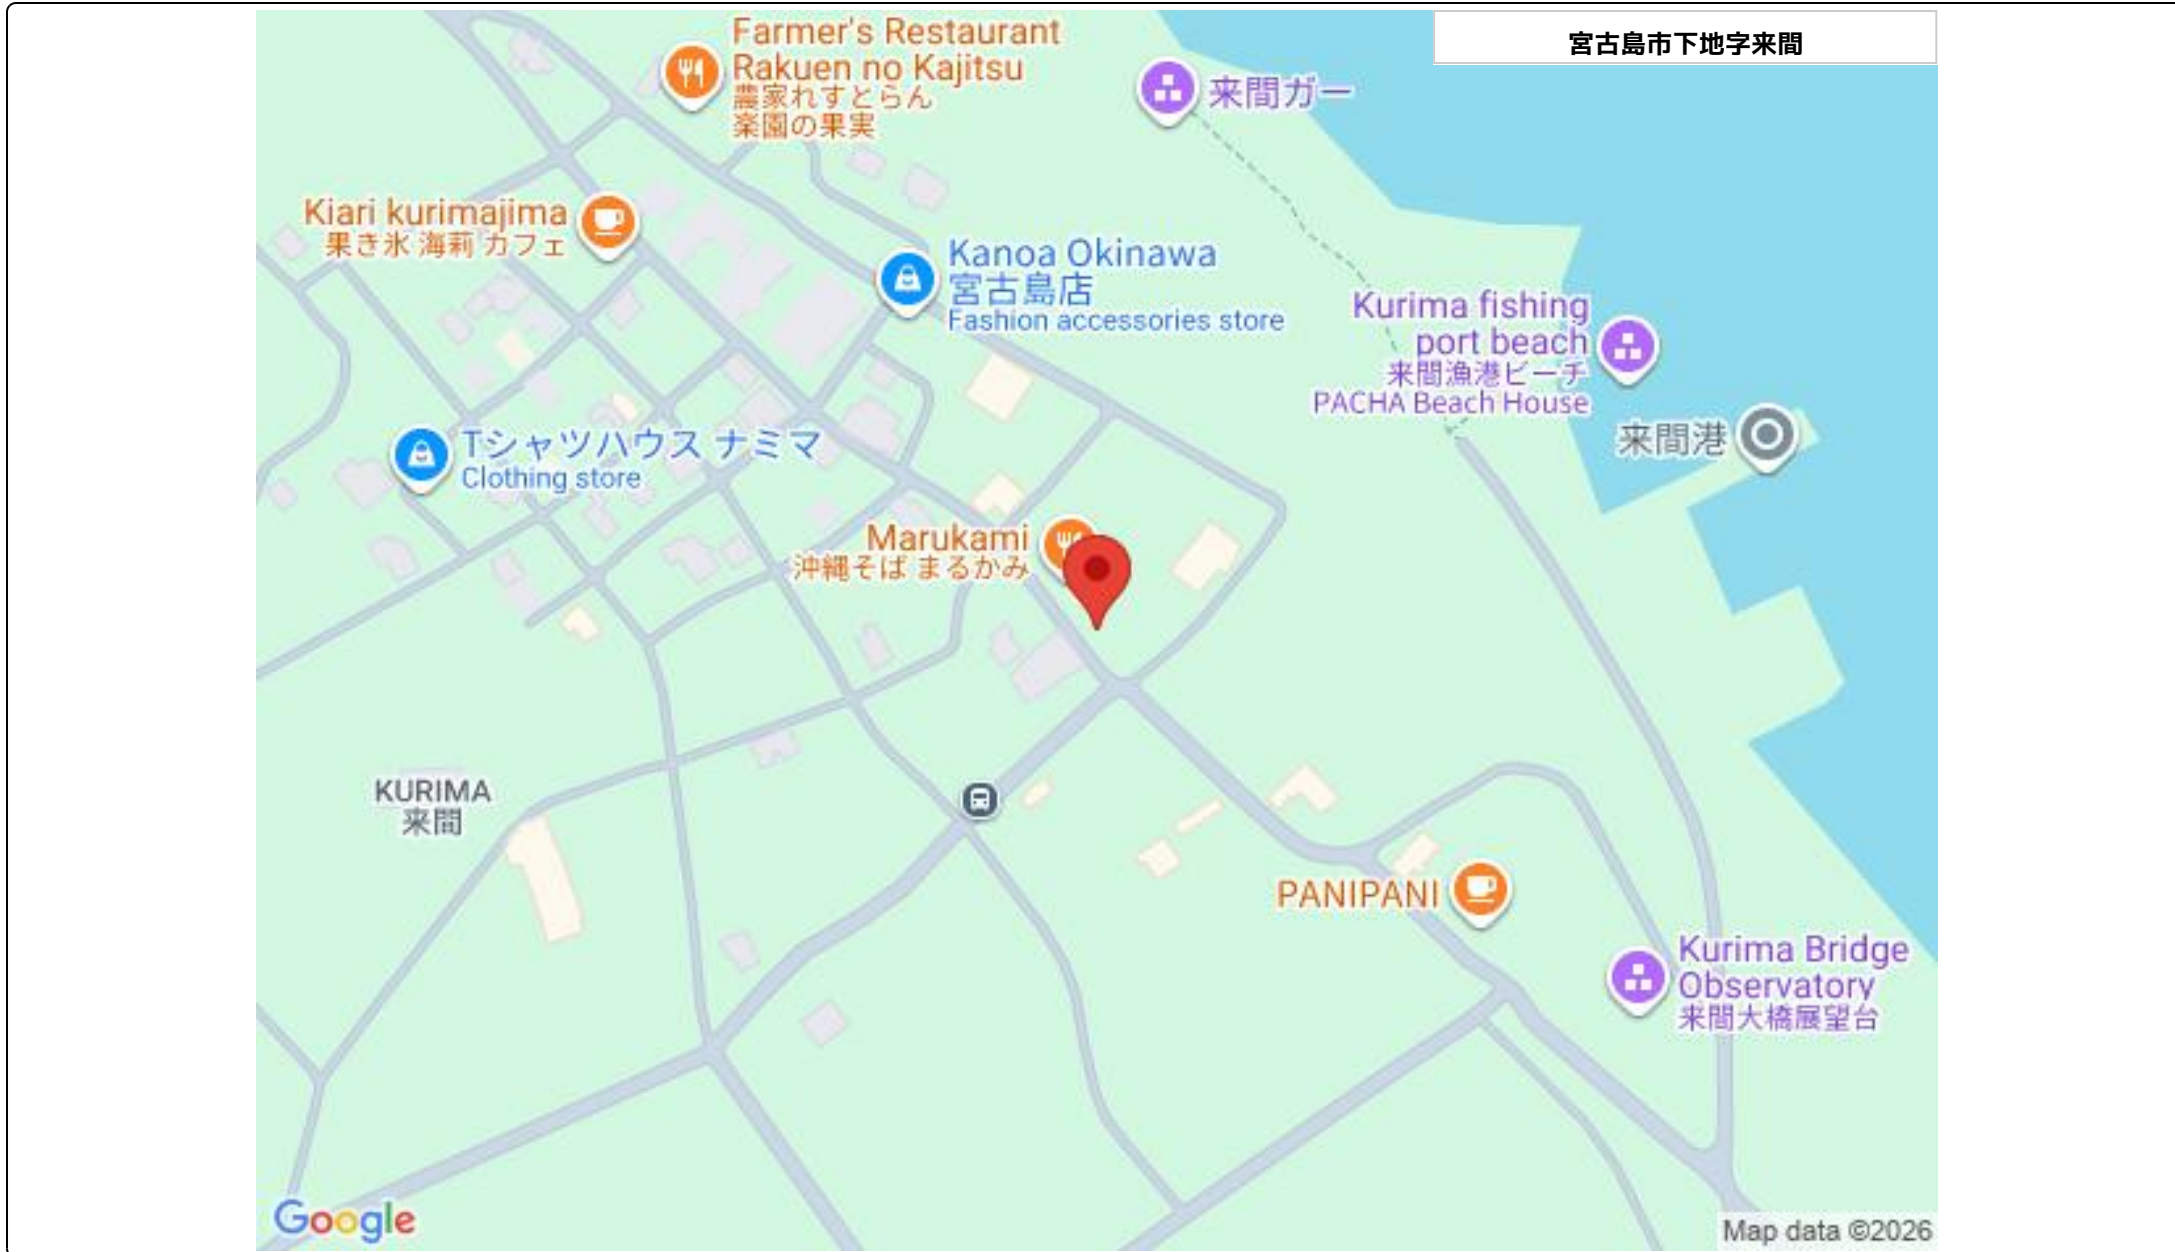 宮古島市下地字来間
Farmer's Restaurant
Rakuen no Kajitsu
農家れすとらん
楽園の果実
来間ガー
Kiari kurimajima
果き氷 海莉 カフェ
Kanoa Okinawa
宮古島店
Fashion accessories store
Kurima fishing
port beach
来間漁港ビーチ
PACHA Beach House
来間港
Tシャツハウス ナミマ
Clothing store
Marukami
沖縄そば まるかみ
KURIMA
来間
PANIPANI
Kurima Bridge
Observatory
来間大橋展望台
Google
Map data ©2026